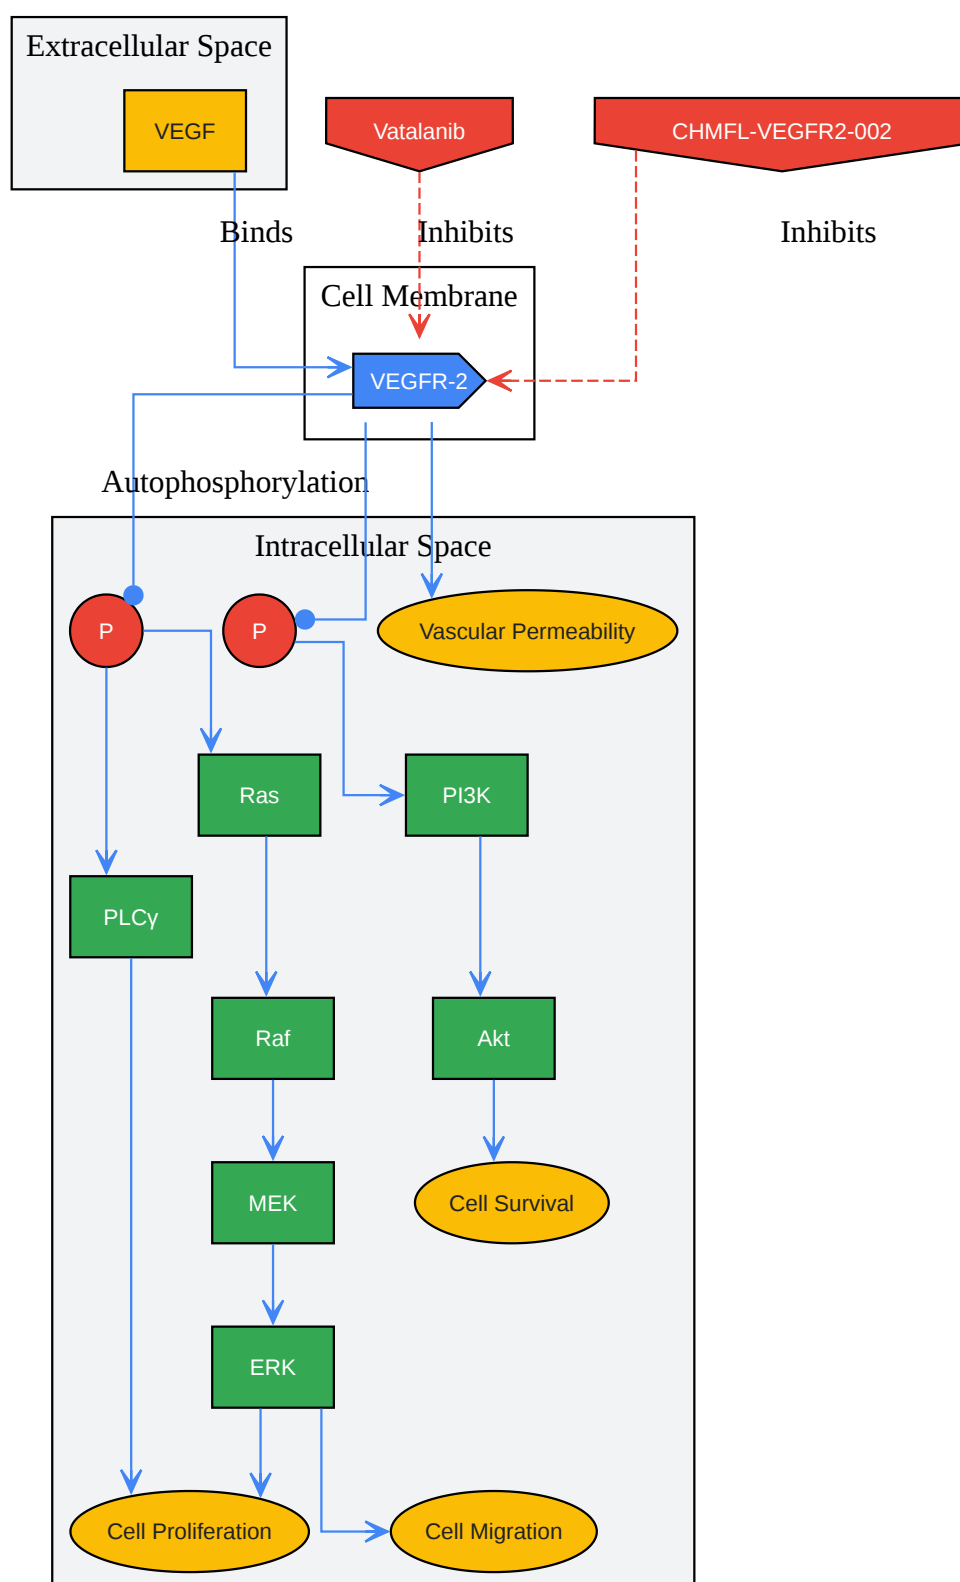 Extracellular Space
VEGF
Vatalanib
CHMFL-VEGFR2-002
Binds
Inhibits
Inhibits
Cell Membrane
VEGFR-2
Autophosphorylation
Intracellular Space
P
P
Vascular Permeability
Ras
PI3K
PLCγ
Raf
Akt
MEK
Cell Survival
ERK
Cell Proliferation
Cell Migration